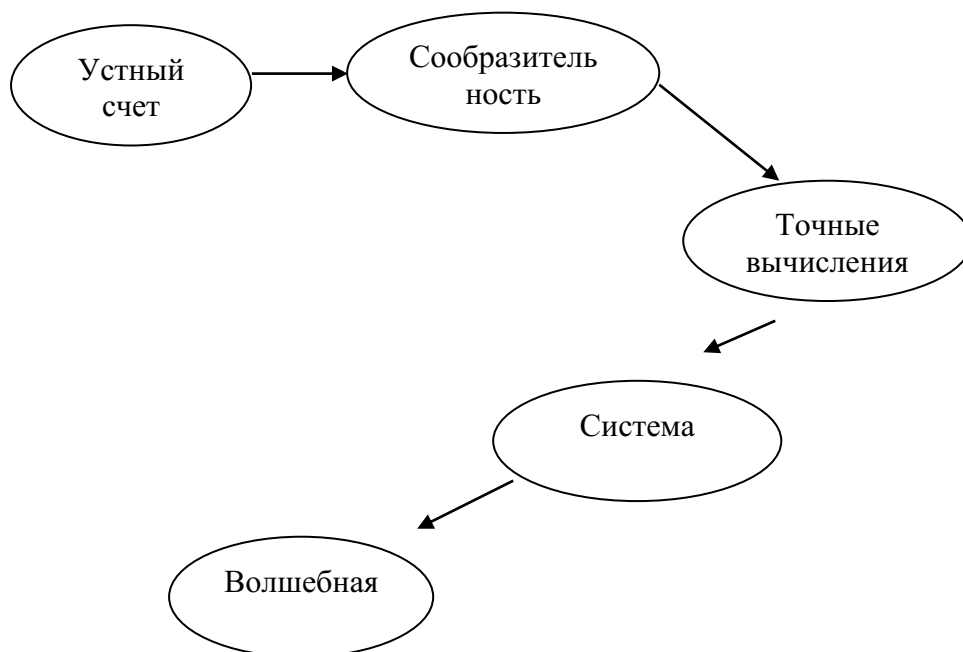 Устный
счет
Сообразитель
ность
Точные
вычисления
Система
Волшебная